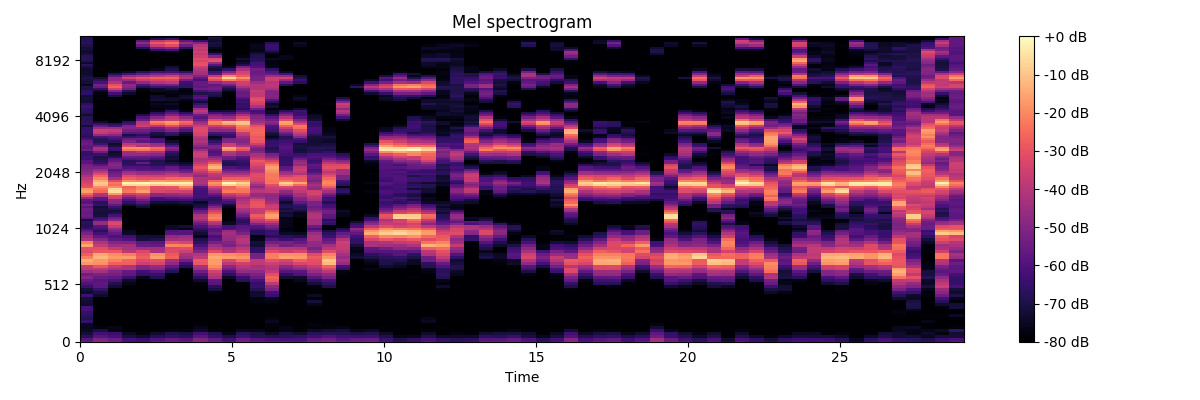 Mel spectrogram
Hz
8192
4096
2048
1024
512
0
0 5 10 15 20 25
Time
+0 dB
-10 dB
-20 dB
-30 dB
-40 dB
-50 dB
-60 dB
-70 dB
-80 dB